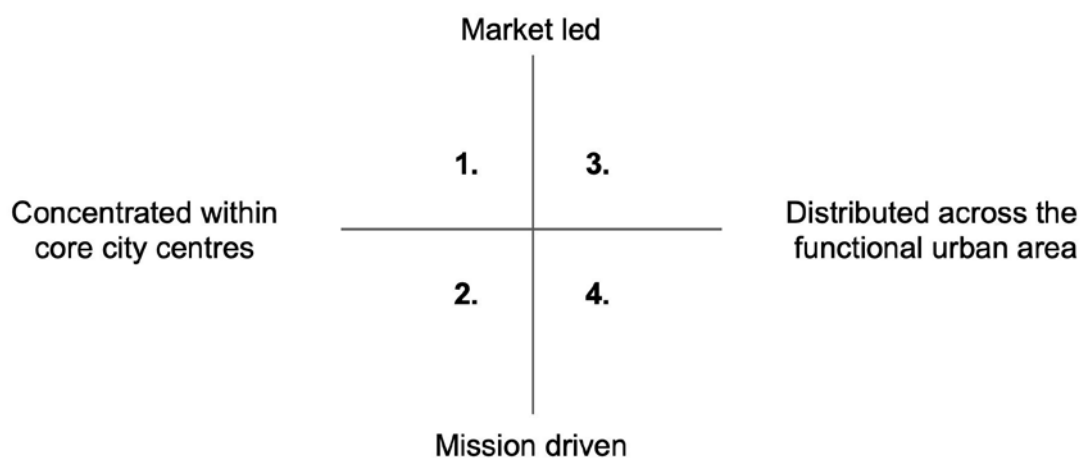 Market led
1.
3.
Concentrated within
core city centres
Distributed across the
functional urban area
2.
4.
Mission driven